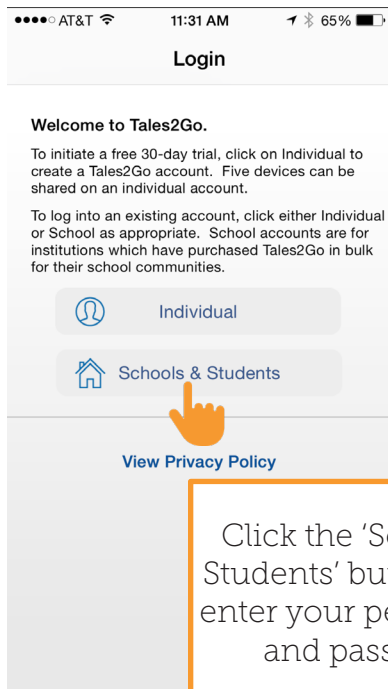 AT&T 11:31 AM 65%
Login
Welcome to Tales2Go.
To initiate a free 30-day trial, click on Individual to
create a Tales2Go account. Five devices can be
shared on an individual account.
To log into an existing account, click either Individual
or School as appropriate. School accounts are for
institutions which have purchased Tales2Go in bulk
for their school communities.
Individual
Schools & Students
View Privacy Policy
Click the ‘S
Students’ bu
enter your pe
and pass